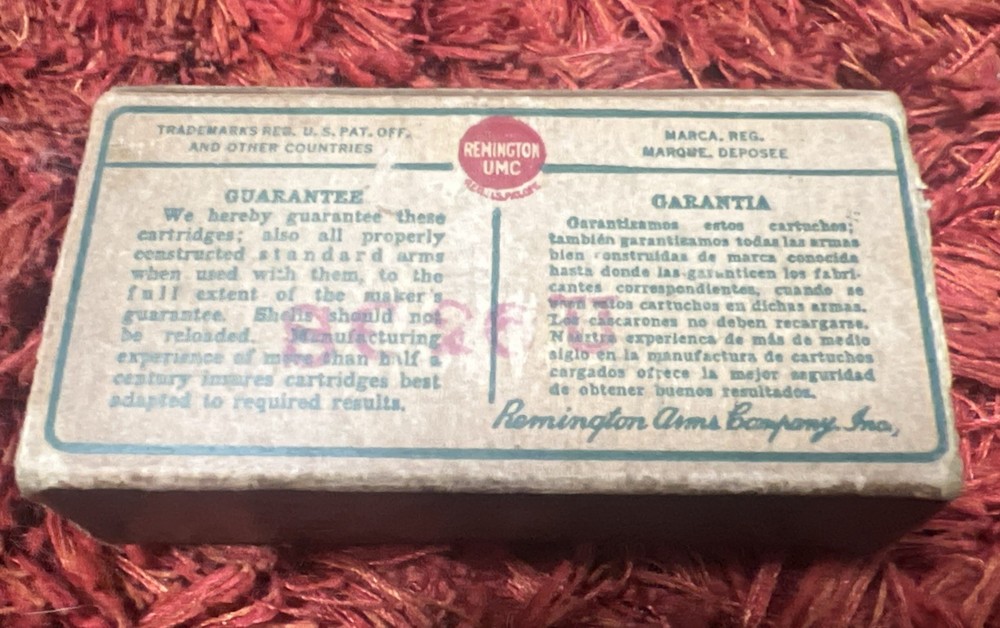 TRADEMARKS REG. U. S. PAT. OFF.
AND OTHER COUNTRIES
REMINGTON
UMC
MARCA. REG.
MARQUE. DEPOSEE
GUARANTEE
We hereby guarantee these
cartridges; also all properly
constructed standard arms
when used with them, to the
full extent of the maker's
guarantee. Shells should not
be reloaded. Manufacturing
experience of more than half a
century insures cartridges best
adapted to required results.
GARANTIA
Garantizamos estos cartuchos;
también garantizamos todas las armas
bien construidas de marca conocida
hasta donde las garanticen los fabri-
cantes correspondientes, cuando se
usen estos cartuchos en dichas armas.
Los cascarones no deben recargarse.
Nuestra experienca de más de medio
siglo en la manufactura de cartuchos
cargados ofrece la mejor seguridad
de obtener buenos resultados.
Remington Arms Company, Inc.,